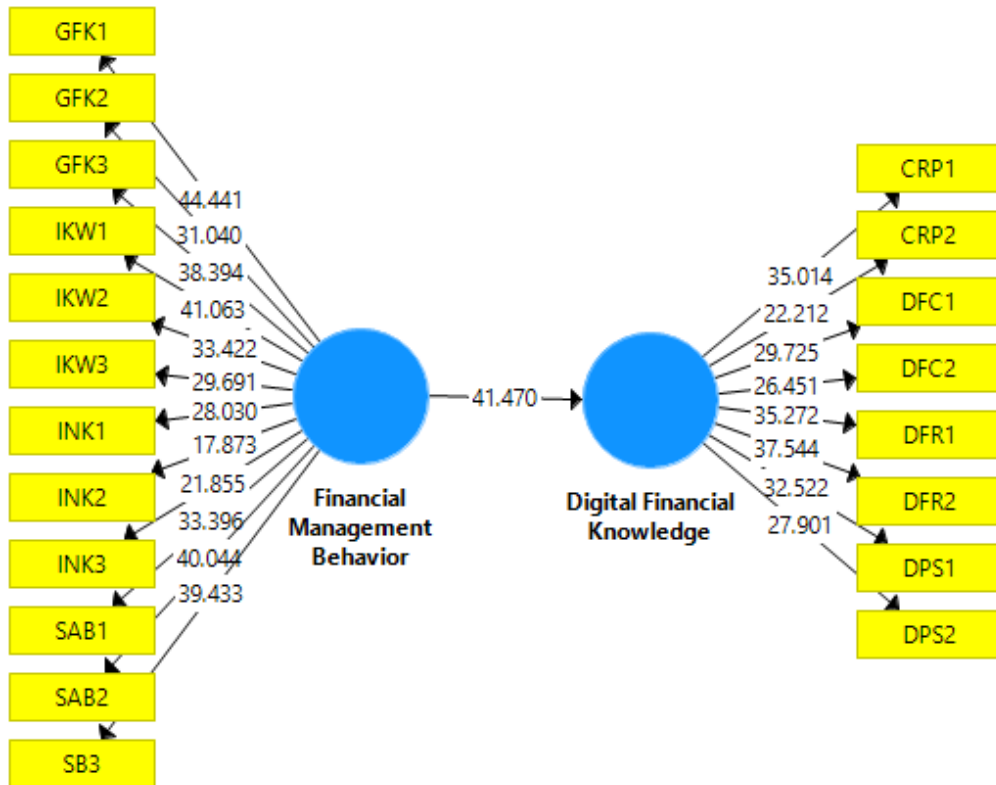 GFK1
GFK2
GFK3
IKW1
IKW2
IKW3
INK1
INK2
INK3
SAB1
SAB2
SB3
44.441
31.040
38.394
41.063
33.422
29.691
28.030
17.873
21.855
33.396
40.044
39.433
Financial
Management
Behavior
41.470
Digital Financial
Knowledge
35.014
22.212
29.725
26.451
35.272
37.544
32.522
27.901
CRP1
CRP2
DFC1
DFC2
DFR1
DFR2
DPS1
DPS2